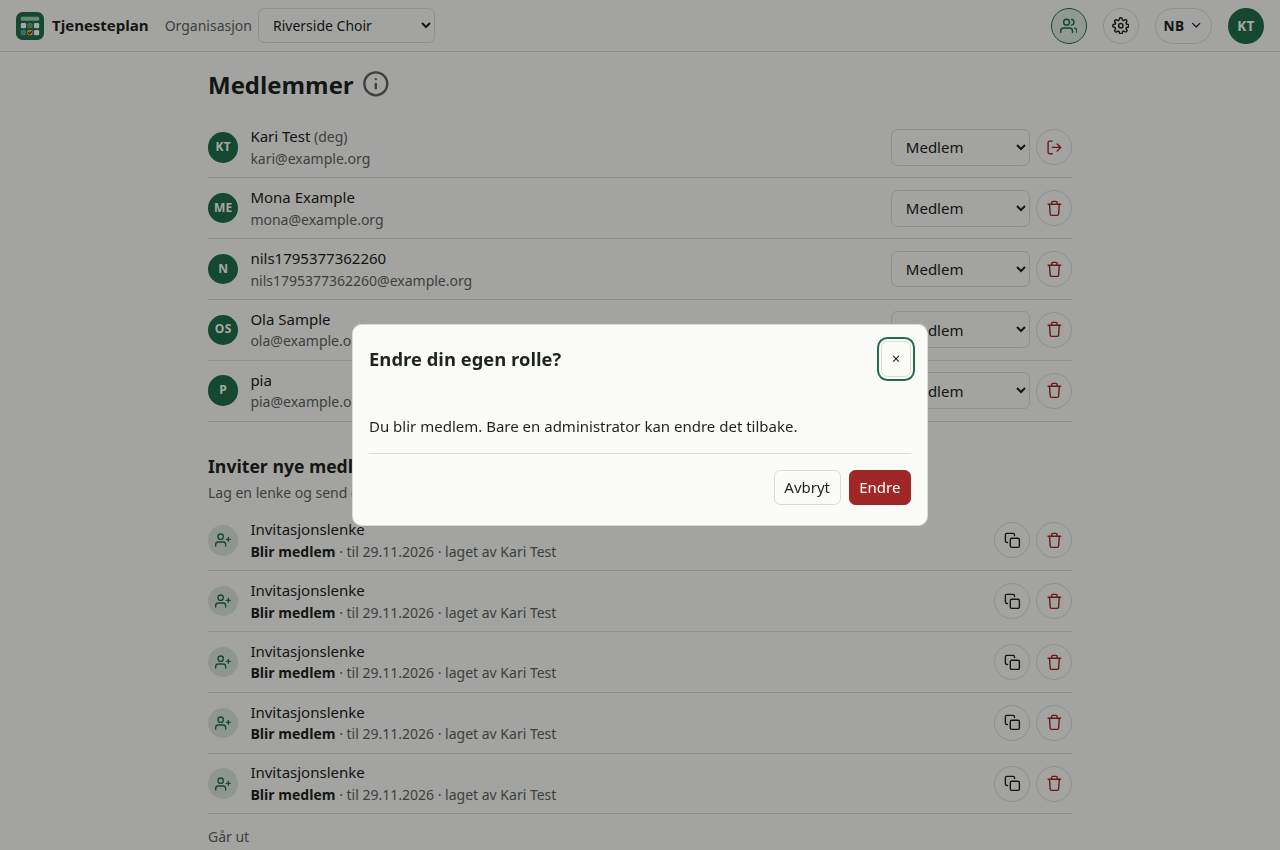 Tjenesteplan Organisasjon Riverside Choir NB KT
Medlemmer
KT Kari Test (deg) Medlem
kari@example.org
ME Mona Example Medlem
mona@example.org
N nils1795377362260 Medlem
nils1795377362260@example.org
OS Ola Sample dlem
ola@example.o
P pia dlem
pia@example.o
Endre din egen rolle?
×
Du blir medlem. Bare en administrator kan endre det tilbake.
Avbryt Endre
Inviter nye medl
Lag en lenke og send
Invitasjonslenke
Blir medlem · til 29.11.2026 · laget av Kari Test
Invitasjonslenke
Blir medlem · til 29.11.2026 · laget av Kari Test
Invitasjonslenke
Blir medlem · til 29.11.2026 · laget av Kari Test
Invitasjonslenke
Blir medlem · til 29.11.2026 · laget av Kari Test
Invitasjonslenke
Blir medlem · til 29.11.2026 · laget av Kari Test
Går ut